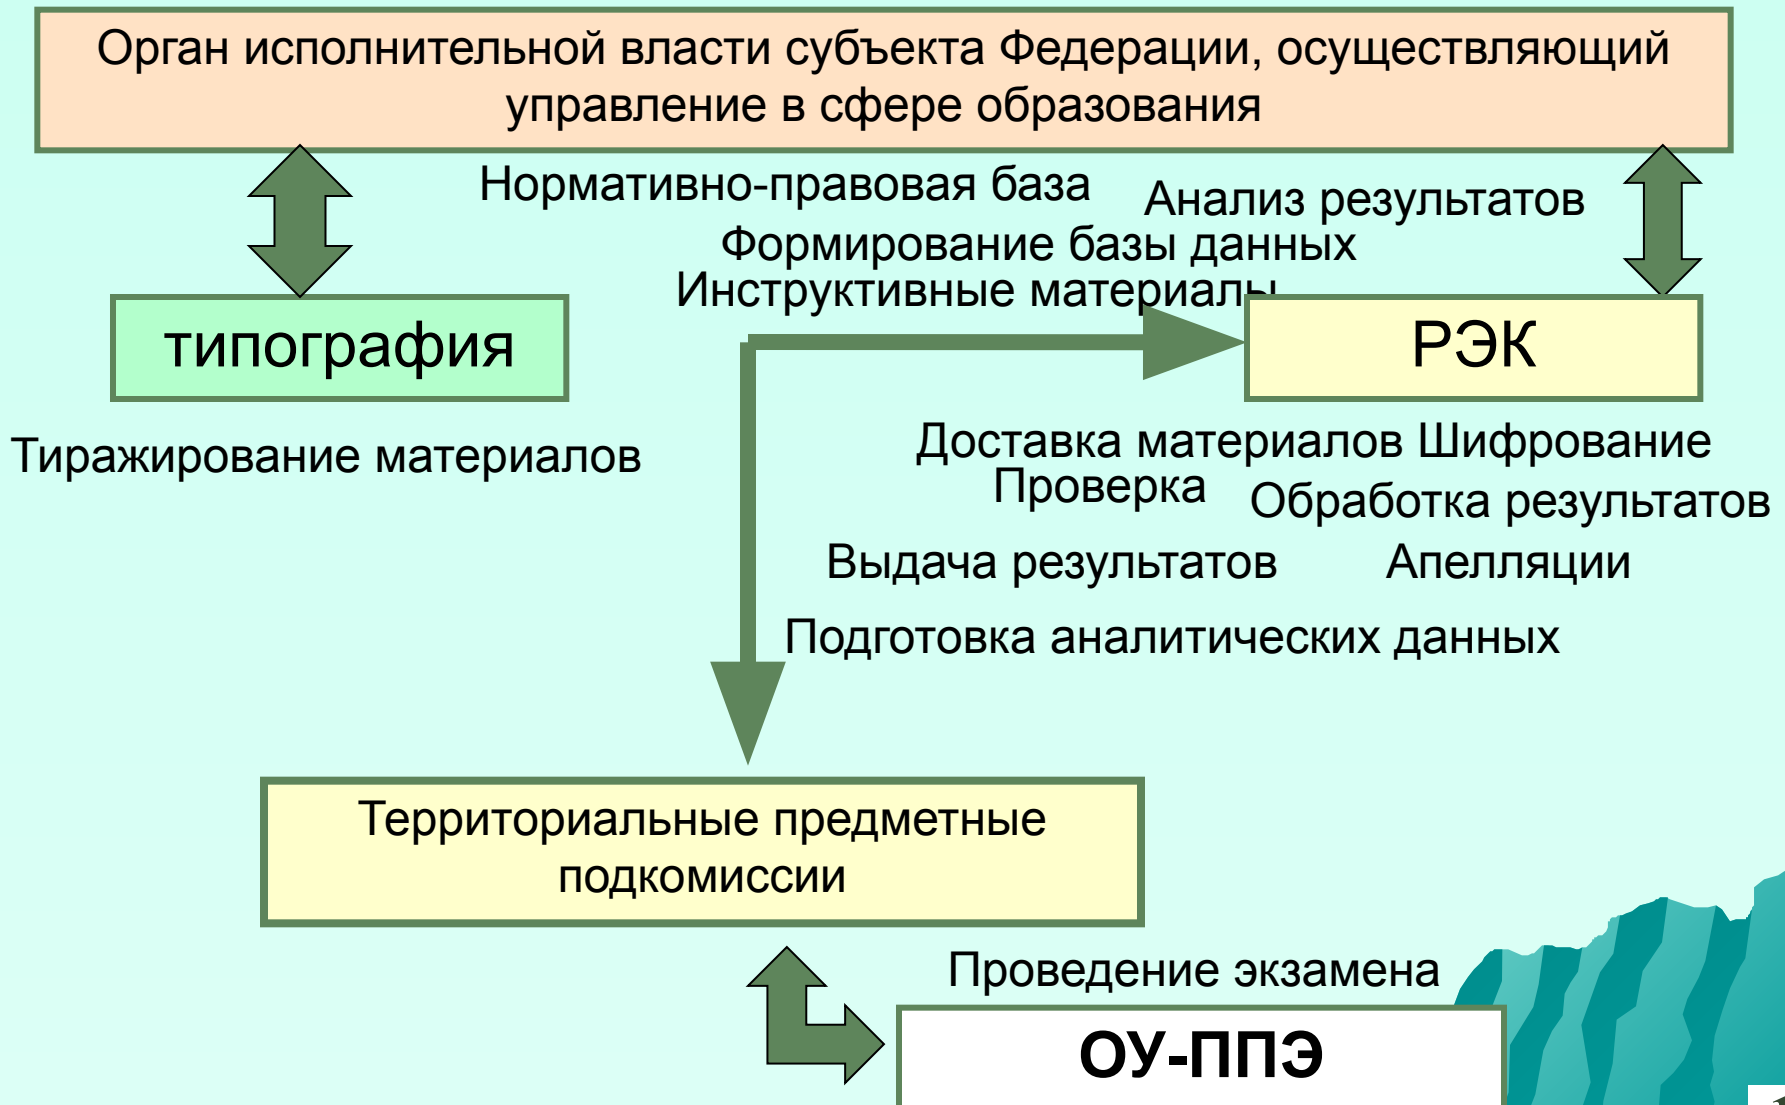 Орган исполнительной власти субъекта Федерации, осуществляющий
управление в сфере образования
Нормативно-правовая база
Анализ результатов
Формирование базы данных
Инструктивные материалы
типография
РЭК
Тиражирование материалов
Доставка материалов Шифрование
Проверка
Обработка результатов
Выдача результатов
Апелляции
Подготовка аналитических данных
Территориальные предметные
подкомиссии
Проведение экзамена
ОУ-ППЭ